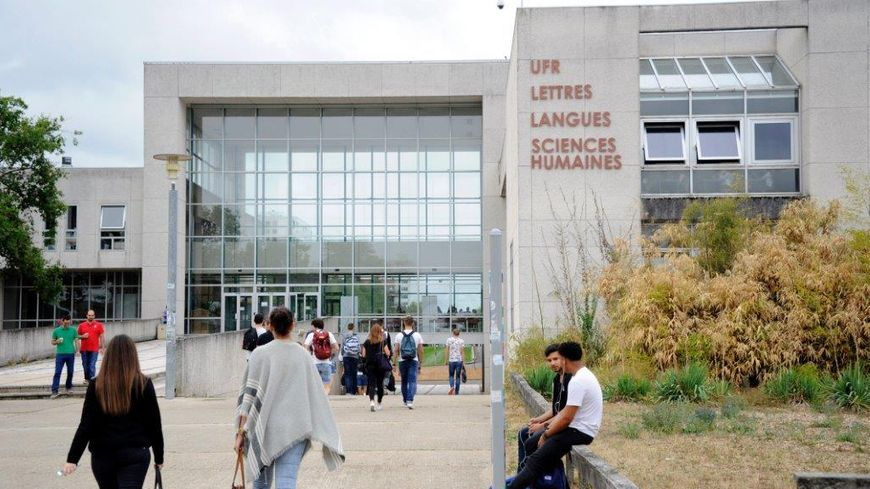 UFR
LETTRES
LANGUES
SCIENCES
HUMAINES